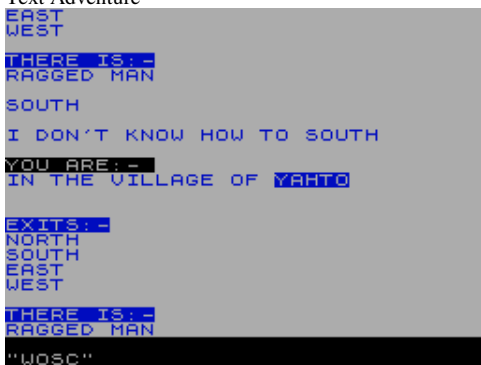 Text Adventure
EAST
WEST
THERE IS:-
RAGGED MAN
SOUTH
I DON'T KNOW HOW TO SOUTH
YOU ARE:-
IN THE VILLAGE OF YAHTO
EXITS:-
NORTH
SOUTH
EAST
WEST
THERE IS:-
RAGGED MAN
"WOSC"